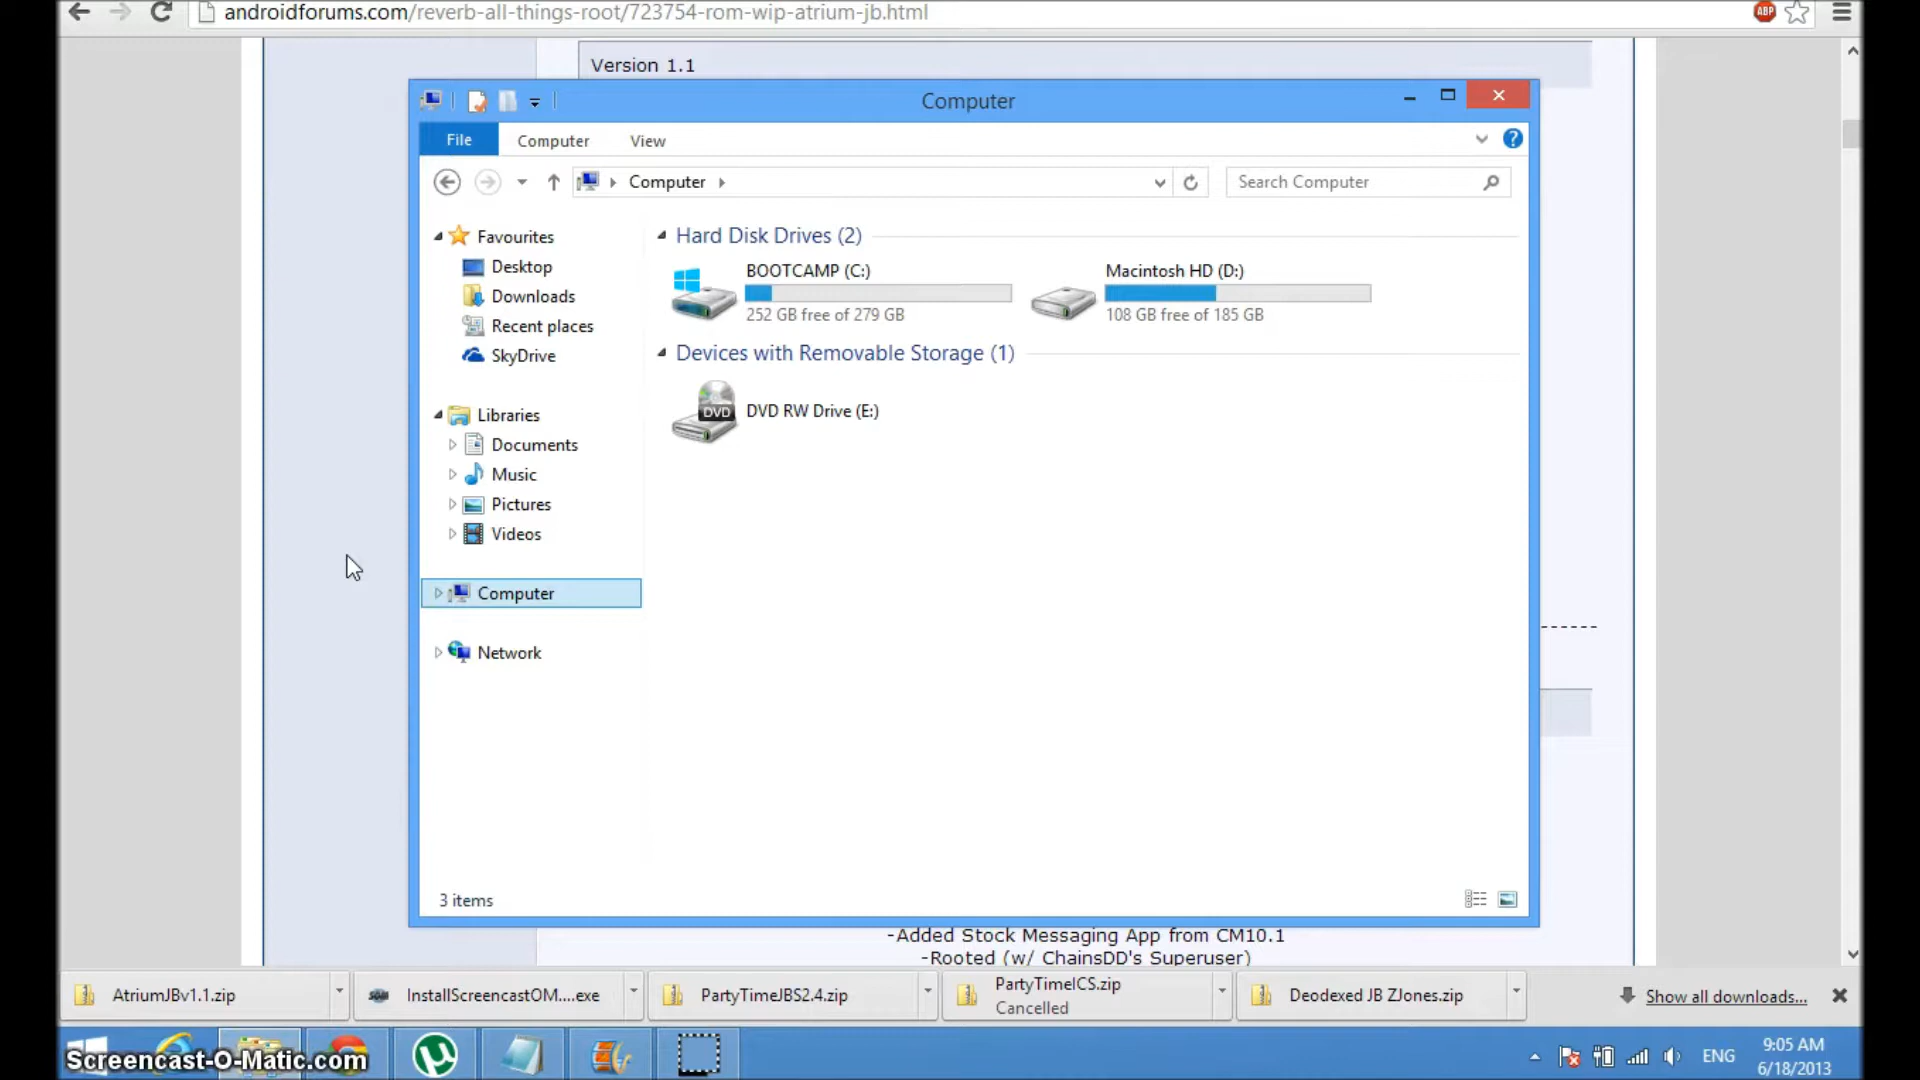 androidforums.com/reverb-all-things-root/723754-rom-wip-atrium-jb.html
ABP
Version 1.1
Computer
File
Computer
View
Computer
Search Computer
Favourites
Desktop
Downloads
Recent places
SkyDrive
Libraries
Documents
Music
Pictures
Videos
Computer
Network
Hard Disk Drives (2)
BOOTCAMP (C:)
252 GB free of 279 GB
Macintosh HD (D:)
108 GB free of 185 GB
Devices with Removable Storage (1)
DVD
DVD RW Drive (E:)
3 items
-Added Stock Messaging App from CM10.1
-Rooted (w/ ChainsDD's Superuser)
AtriumJBv1.1.zip
InstallScreencastOM....exe
PartyTimeJBS2.4.zip
PartyTimeICS.zip
Cancelled
Deodexed JB ZJones.zip
Show all downloads...
Screencast-O-Matic.com
ENG
9:05 AM
6/18/2013